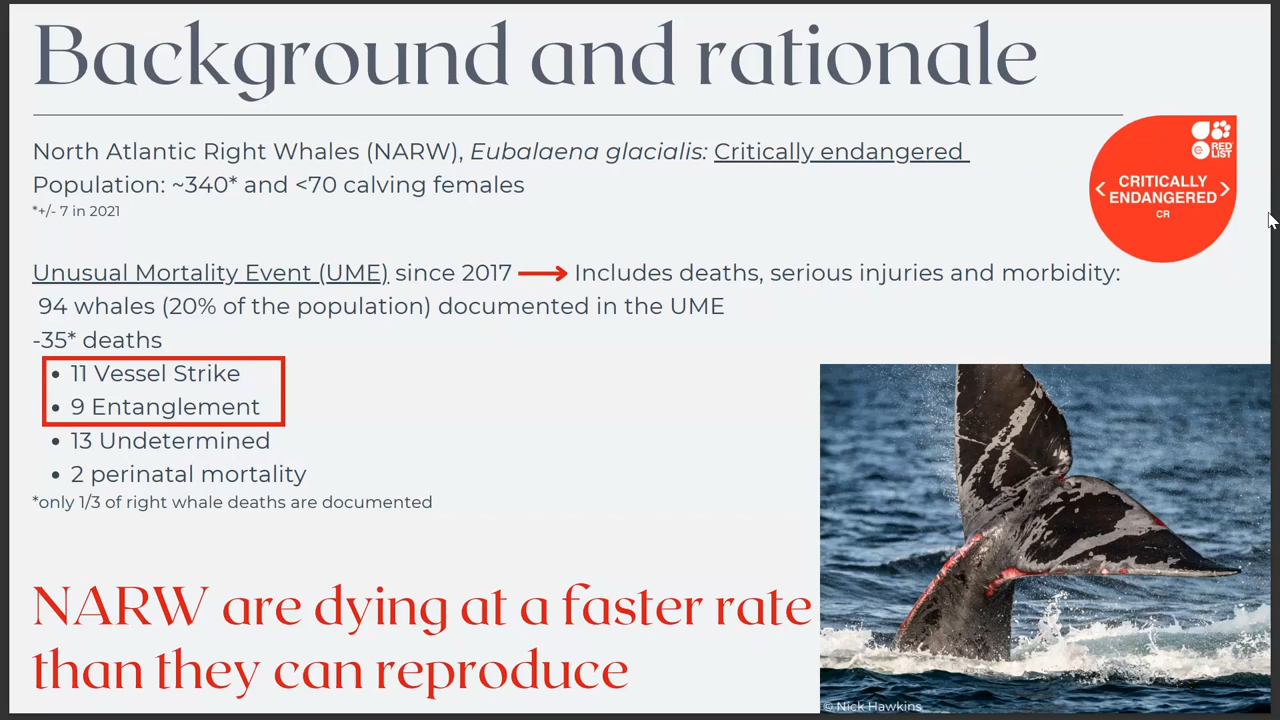 Background and rationale
North Atlantic Right Whales (NARW), Eubalaena glacialis: Critically endangered
Population: ~340* and <70 calving females
*+/- 7 in 2021
RED LIST
< CRITICALLY ENDANGERED >
CR
Unusual Mortality Event (UME) since 2017 → Includes deaths, serious injuries and morbidity:
94 whales (20% of the population) documented in the UME
-35* deaths
• 11 Vessel Strike
• 9 Entanglement
• 13 Undetermined
• 2 perinatal mortality
*only 1/3 of right whale deaths are documented
NARW are dying at a faster rate
than they can reproduce
© Nick Hawkins